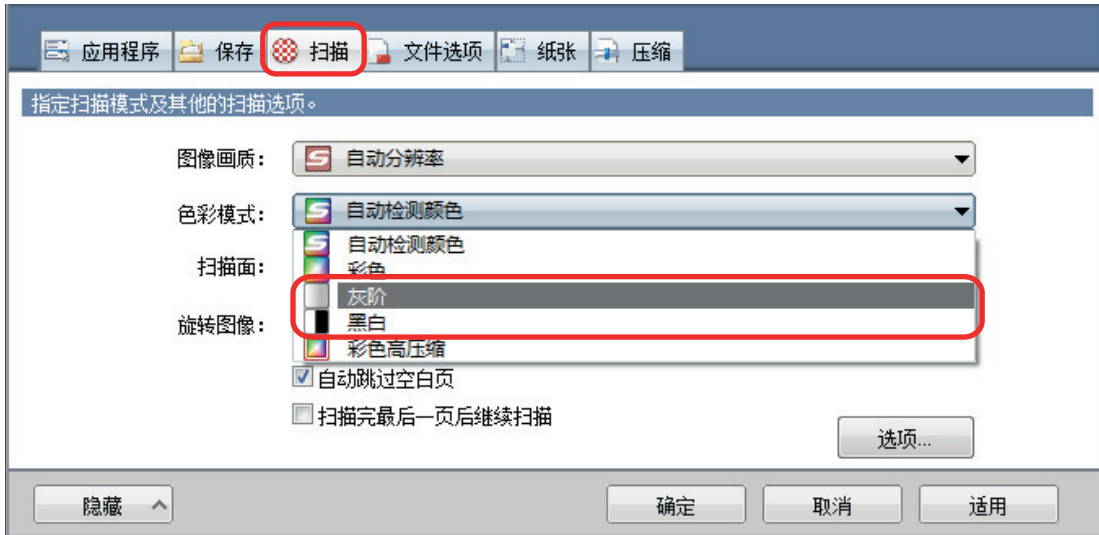 应用程序 保存 扫描 文件选项 纸张 压缩
指定扫描模式及其他的扫描选项。
图像画质： 自动分辨率
色彩模式： 自动检测颜色
自动检测颜色
扫描面： 彩色
灰阶
旋转图像： 黑白
彩色高压缩
自动跳过空白页
扫描完最后一页后继续扫描
选项...
隐藏 确定 取消 适用